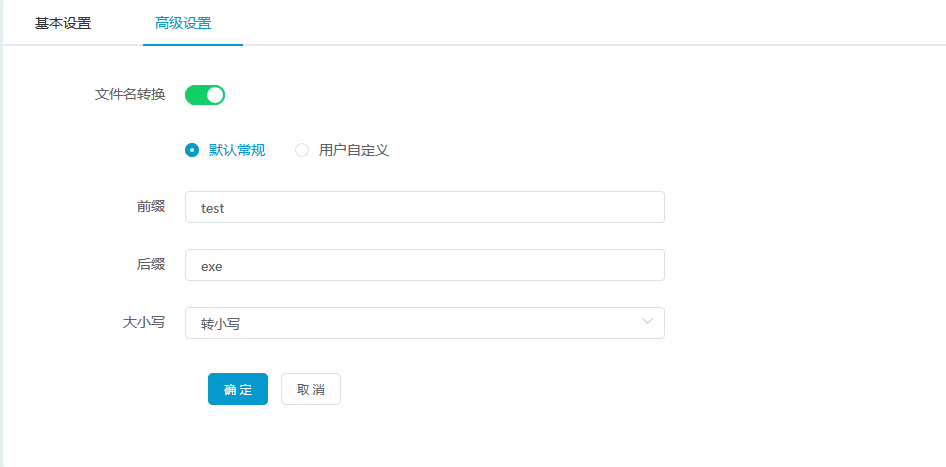 基本设置 高级设置
文件名转换
默认常规 用户自定义
前缀 test
后缀 exe
大小写 转小写
确定 取消